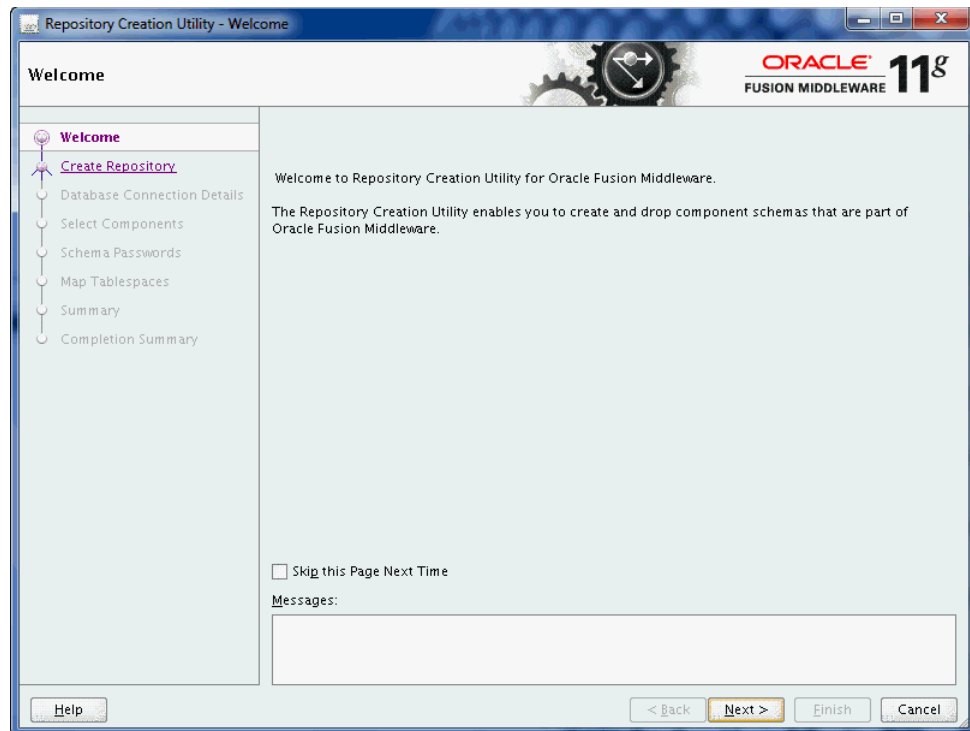 Repository Creation Utility - Welcome
Welcome
ORACLE
FUSION MIDDLEWARE
11g
Welcome
Create Repository
Database Connection Details
Select Components
Schema Passwords
Map Tablespaces
Summary
Completion Summary
Welcome to Repository Creation Utility for Oracle Fusion Middleware.
The Repository Creation Utility enables you to create and drop component schemas that are part of
Oracle Fusion Middleware.
Skip this Page Next Time
Messages:
Help
< Back
Next >
Finish
Cancel